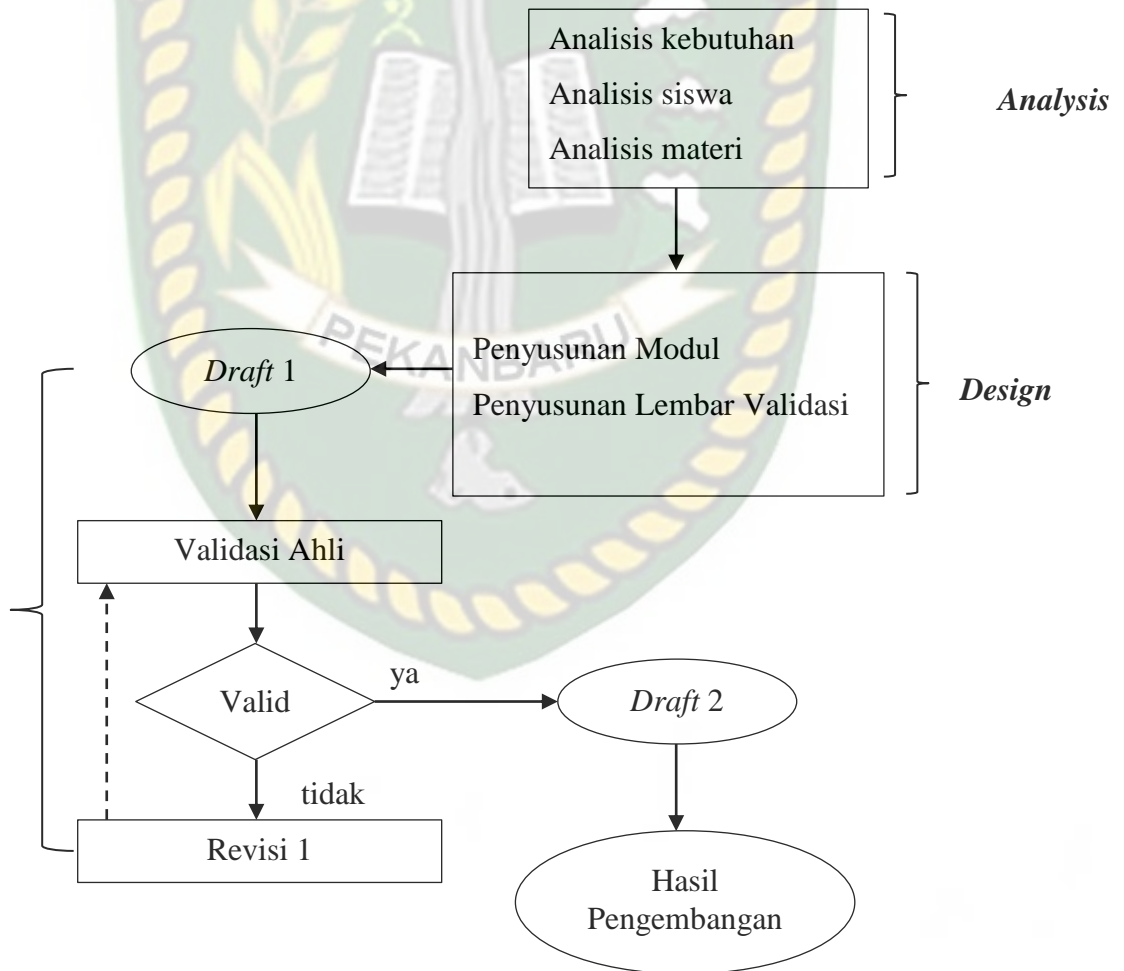 Analisis kebutuhan
Analisis siswa
Analisis materi
Analysis
PEKANBARU
Penyusunan Modul
Penyusunan Lembar Validasi
Design
Draft 1
Validasi Ahli
Valid
ya
Draft 2
tidak
Revisi 1
Hasil
Pengembangan